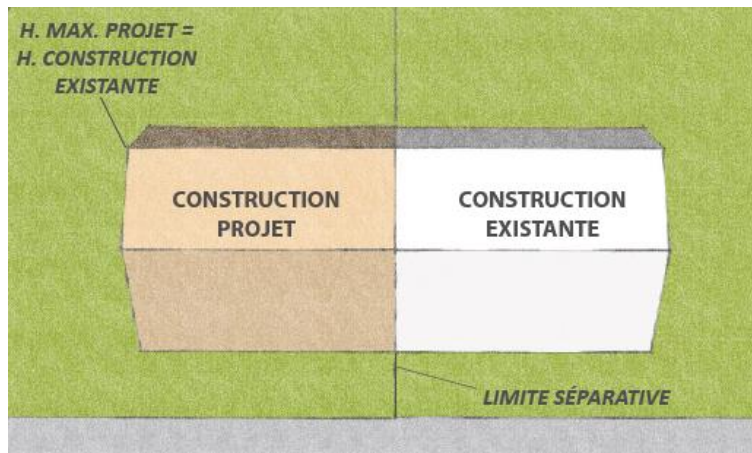 H. MAX. PROJET =
H. CONSTRUCTION
EXISTANTE
CONSTRUCTION
PROJET
CONSTRUCTION
EXISTANTE
LIMITE SÉPARATIVE